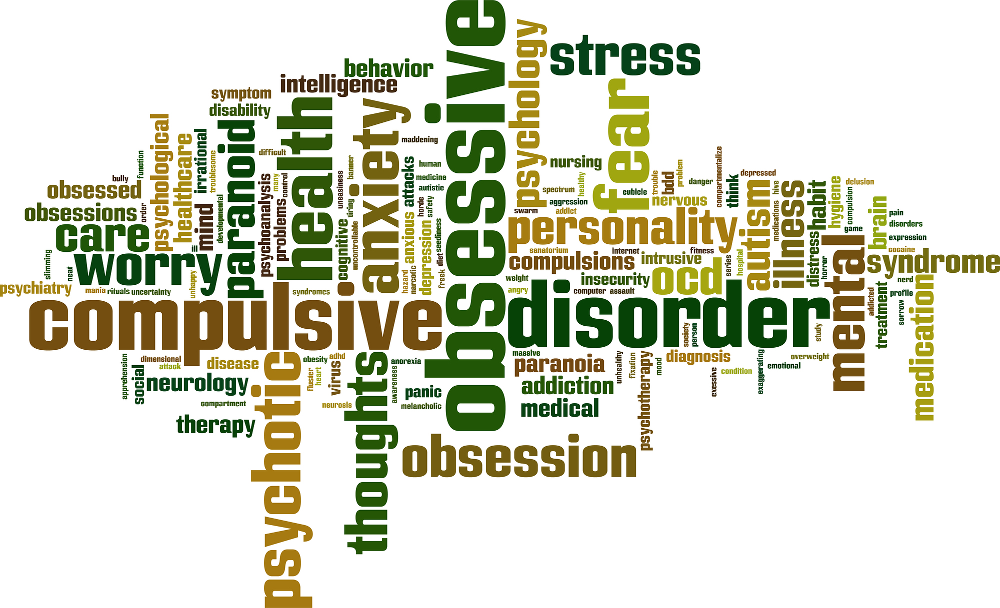 obsessive
psychology
stress
behavior
intelligence
fear
symptom
disability
health
anxiety
psychological
healthcare
irrational
troublesome
paranoid
difficult
maddening
function
bully
obsessed
obsessions
order
care
mind
developmental
ill
psychoanalysis
many
control
problems
uneasiness
banner
tiring
cognitive
uncontrollable
attacks
anxious
human
medicine
autistic
horde
safety
depression
seediness
diet
freek
hazard
narcotic
nursing
spectrum
healthy
aggression
swarm
addict
cubicle
trouble
bdd
problem
danger
nervous
compartmentalize
think
depressed
hive
autism
medications
illness
habit
distress
horror
hygiene
compulsion
delusion
game
brain
pain
disorders
expression
cocaine
personality
sanatorium
internet
fitness
compulsions
intrusive
series
hospital
weight
insecurity
ocd
angry
computer
assault
mental
syndrome
nerd
profile
sorrow
addicted
treatment
medication
slimming
neat
worry
psychiatry
mania
rituals
uncertainty
unhappy
syndromes
compulsive
disorder
society
person
study
apprehension
social
dimensional
attack
disease
neurology
compartment
therapy
psychotic
obesity
adhd
fluster
heart
virus
neurosis
thoughts
anorexia
awareness
panic
melancholic
massive
paranoia
addiction
medical
unhealthy
fixation
psychotherapy
mood
diagnosis
exessive
condition
exaggerating
emotional
overweight
obsession